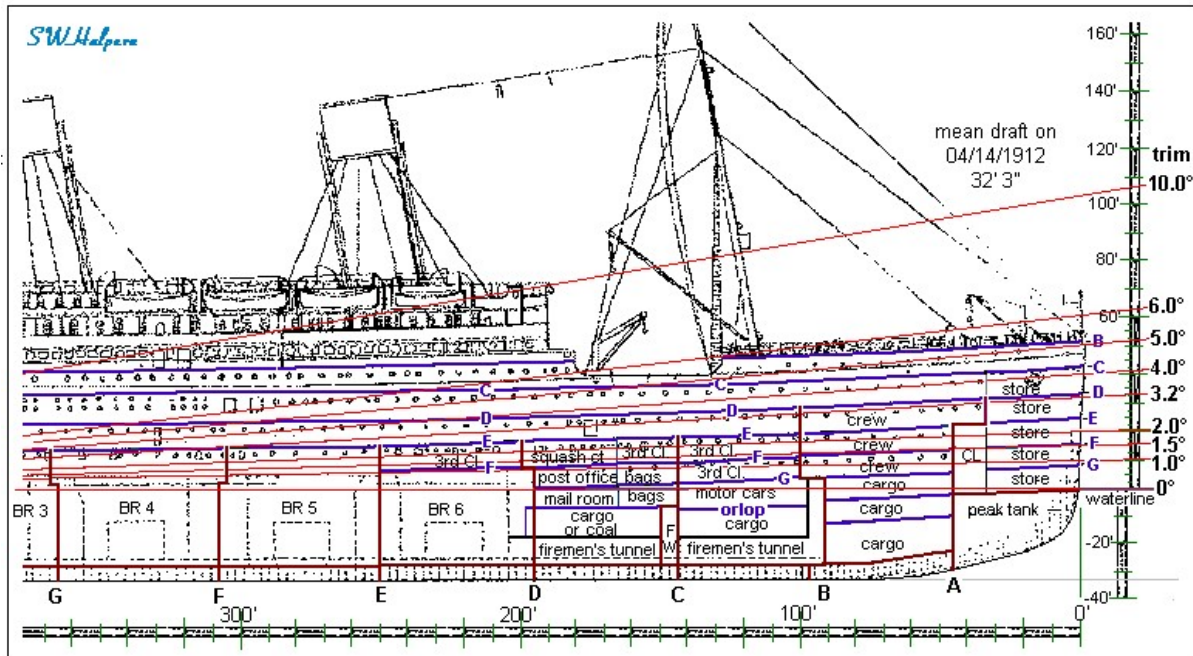 SWHalpern
160'
140'
mean draft on
04/14/1912
32' 3"
120'
trim
10.0°
100'
80'
60'
6.0°
B
5.0°
C
4.0°
store
D
3.2°
store
C
C
D
D
crew
E
2.0°
store
E
E
crew
F
1.5°
squash ct
3rd Cl
3rd Cl.
CL
store
G
1.0°
3rd Cl
F
F
crew
post office
bags
3rd Cl
G
cargo
store
0°
mail room
bags
motor cars
waterline
orlop
BR 3
BR 4
BR 5
BR 6
cargo
or coal
F
W
cargo
cargo
peak tank
firemen's tunnel
firemen's tunnel
cargo
-20'
G
F
E
D
C
B
A
-40'
300'
200'
100'
0'